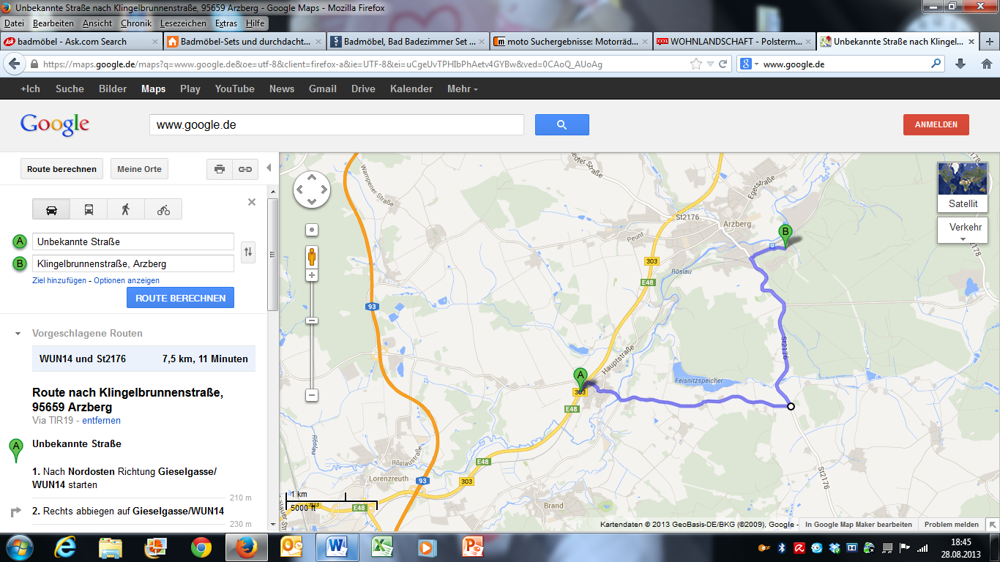 Unbekannte Straße nach Klingelbrunnenstraße, 95659 Arzberg - Google Maps - Mozilla Firefox
Datei Bearbeiten Ansicht Chronik Lesezeichen Extras Hilfe
badmöbel - Ask.com Search
Badmöbel-Sets und durchdacht...
Badmöbel, Bad Badezimmer Set ...
moto Suchergebnisse: Motorräd...
WOHNLANDSCHAFT - Polsterm...
Unbekannte Straße nach Klingel...
https://maps.google.de/maps?q=www.google.de&toe=utf-8&client=firefox-a&ie=UTF-8&ei=uCgeUvTPHIbPhAetv4GYBw&ved=0CAoQ_AUoAg
www.google.de
+Ich Suche Bilder Maps Play YouTube News Gmail Drive Kalender Mehr
Google
www.google.de
ANMELDEN
Route berechnen
Meine Orte
A Unbekannte Straße
B Klingelbrunnenstraße, Arzberg
Ziel hinzufügen - Optionen anzeigen
ROUTE BERECHNEN
Vorgeschlagene Routen
WUN14 und St2176 7,5 km, 11 Minuten
Route nach Klingelbrunnenstraße,
95659 Arzberg
Via TIR19 - entfernen
A Unbekannte Straße
1. Nach Nordosten Richtung Gieselgasse/
WUN14 starten
210 m
2. Rechts abbiegen auf Gieselgasse/WUN14
230 m
Wampener Straße
Egerstraße
St2176
Arzberg
Peunt
B
303
E48
Röslau
93
Hauptstraße
St2176
A
303
E48
Feisnitzspeicher
2178
Röslau
Röslaustraße
E48
Lorenzreuth
93
303
St2176
Brand
303
E48
1 km
5000 ft
Satellit
Verkehr
Kartendaten © 2013 GeoBasis-DE/BKG (©2009), Google -
In Google Map Maker bearbeiten
Problem melden
18:45
28.08.2013